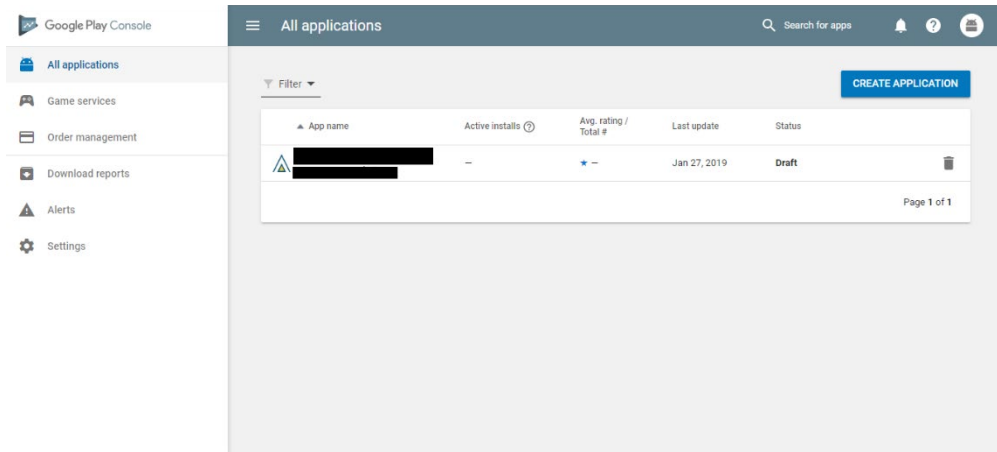 Google Play Console
All applications
Search for apps
All applications
Game services
Order management
Download reports
Alerts
Settings
Filter
CREATE APPLICATION
App name
Active installs
Avg. rating /
Total #
Last update
Status
–
★ –
Jan 27, 2019
Draft
Page 1 of 1